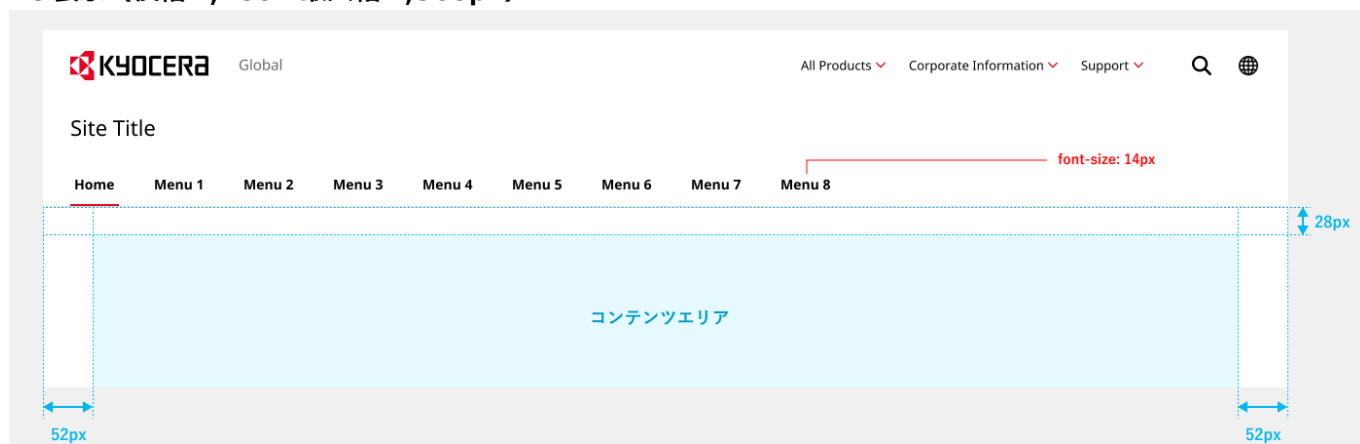 KYOCERA Global All Products Corporate Information Support
Site Title
font-size: 14px
Home Menu 1 Menu 2 Menu 3 Menu 4 Menu 5 Menu 6 Menu 7 Menu 8
28px
コンテンツエリア
52px 52px